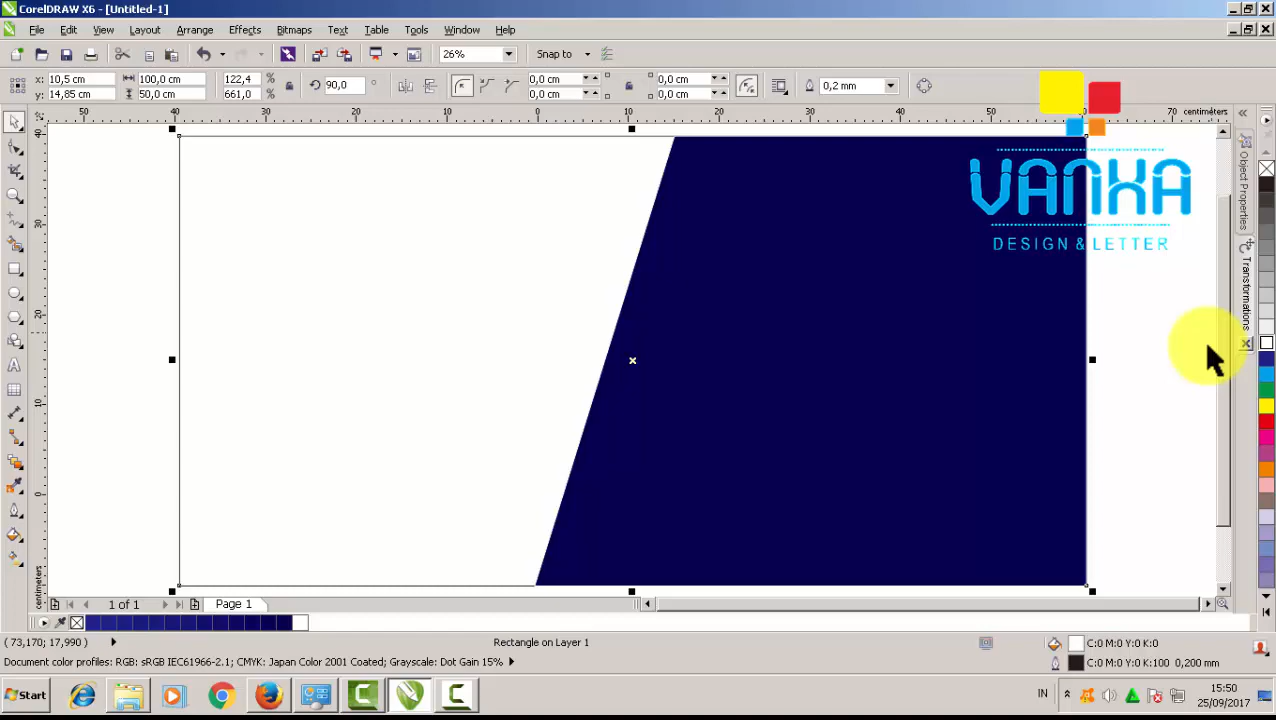 CorelDRAW X6 - [Untitled-1]
File Edit View Layout Arrange Effects Bitmaps Text Table Tools Window Help
26% Snap to
x: 10,5 cm 100,0 cm 122,4 % 90,0 ° 0,0 cm 0,0 cm 0,2 mm
y: 14,85 cm 50,0 cm 661,0 % 0,0 cm 0,0 cm
50 40 30 20 10 0 10 20 30 40 50 70 centimeters
40
30
20
10
0
centimeters
Object Properties
Transformations
VANKA
DESIGN & LETTER
1 of 1 Page 1
( 73,170; 17,990 ) Rectangle on Layer 1 C:0 M:0 Y:0 K:0
Document color profiles: RGB: sRGB IEC61966-2.1; CMYK: Japan Color 2001 Coated; Grayscale: Dot Gain 15% C:0 M:0 Y:0 K:100 0,200 mm
Start IN 15:50
25/09/2017